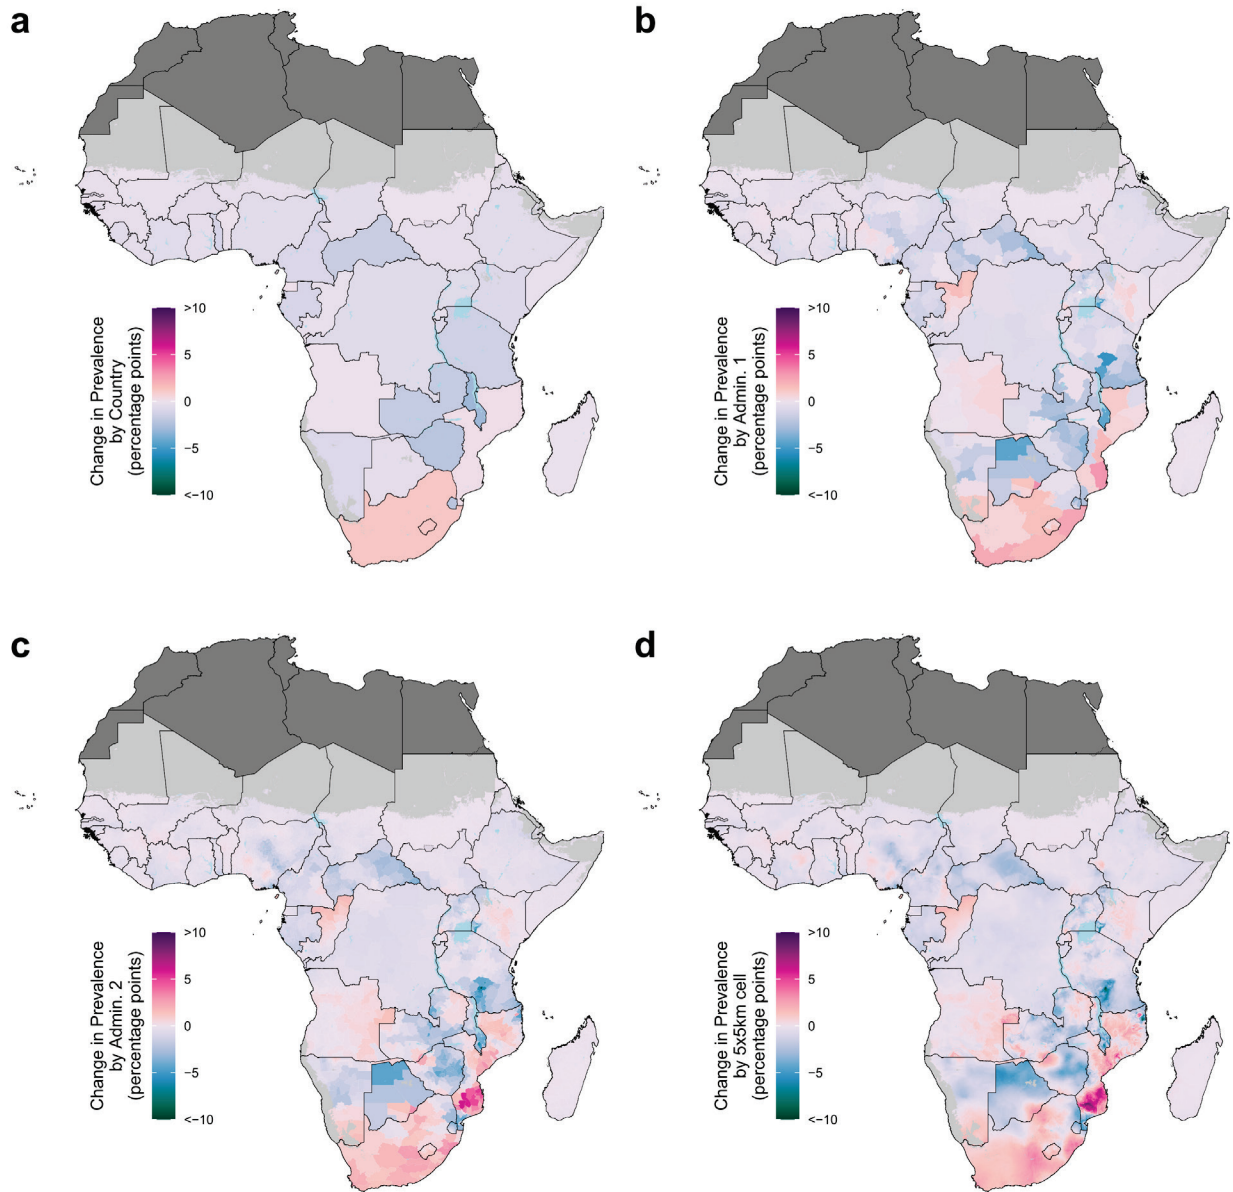 a
Change in Prevalence
by Country
(percentage points)
>10
5
0
−5
<−10
b
Change in Prevalence
by Admin. 1
(percentage points)
>10
5
0
−5
<−10
c
Change in Prevalence
by Admin. 2
(percentage points)
>10
5
0
−5
<−10
d
Change in Prevalence
by 5x5km cell
(percentage points)
>10
5
0
−5
<−10